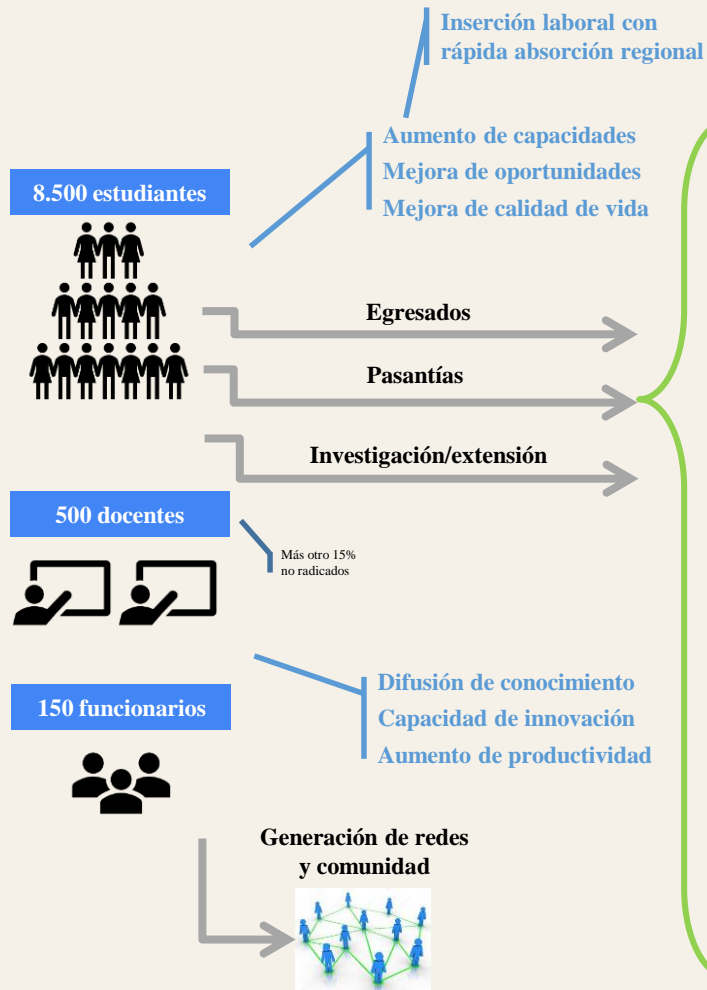 Inserción laboral con
rápida absorción regional
Aumento de capacidades
Mejora de oportunidades
Mejora de calidad de vida
8.500 estudiantes
Egresados
Pasantías
Investigación/extensión
500 docentes
Más otro 15%
no radicados
Difusión de conocimiento
Capacidad de innovación
Aumento de productividad
150 funcionarios
Generación de redes
y comunidad